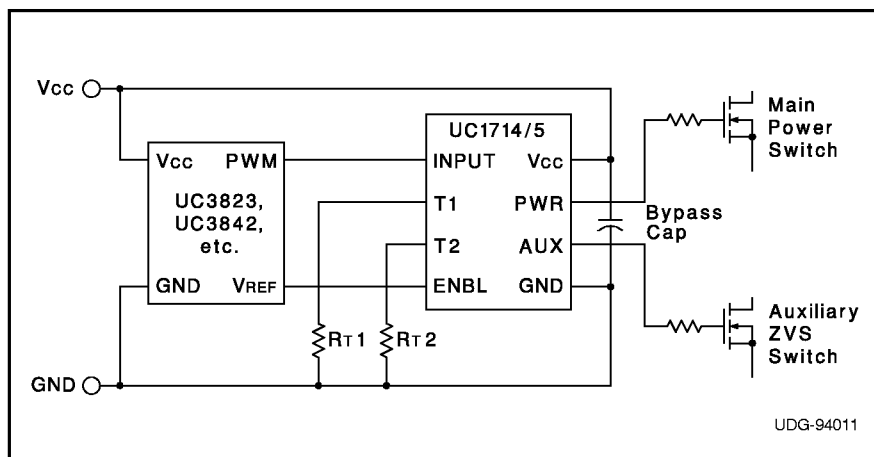 Vcc
UC1714/5
Vcc PWM
UC3823,
UC3842,
etc.
GND VREF
INPUT Vcc
T1 PWR
T2 AUX
ENBL GND
Bypass
Cap
Main
Power
Switch
RT1
RT2
Auxiliary
ZVS
Switch
GND
UDG-94011